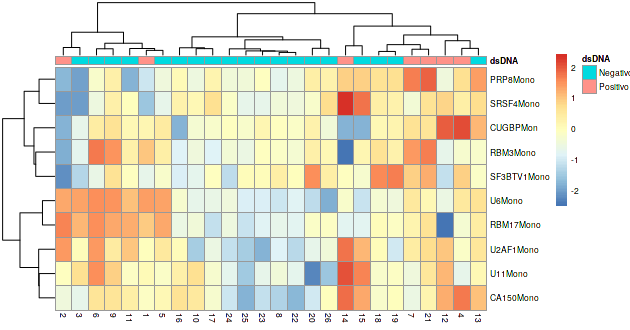 dsDNA
dsDNA
Negativo
Positivo
PRP8Mono
SRSF4Mono
CUGBPMon
RBM3Mono
SF3BTV1Mono
U6Mono
RBM17Mono
U2AF1Mono
U11Mono
CA150Mono
2
1
0
-1
-2
2 3 6 9 11 1 5 16 10 17 24 25 23 8 22 20 26 14 15 18 19 7 21 12 4 13